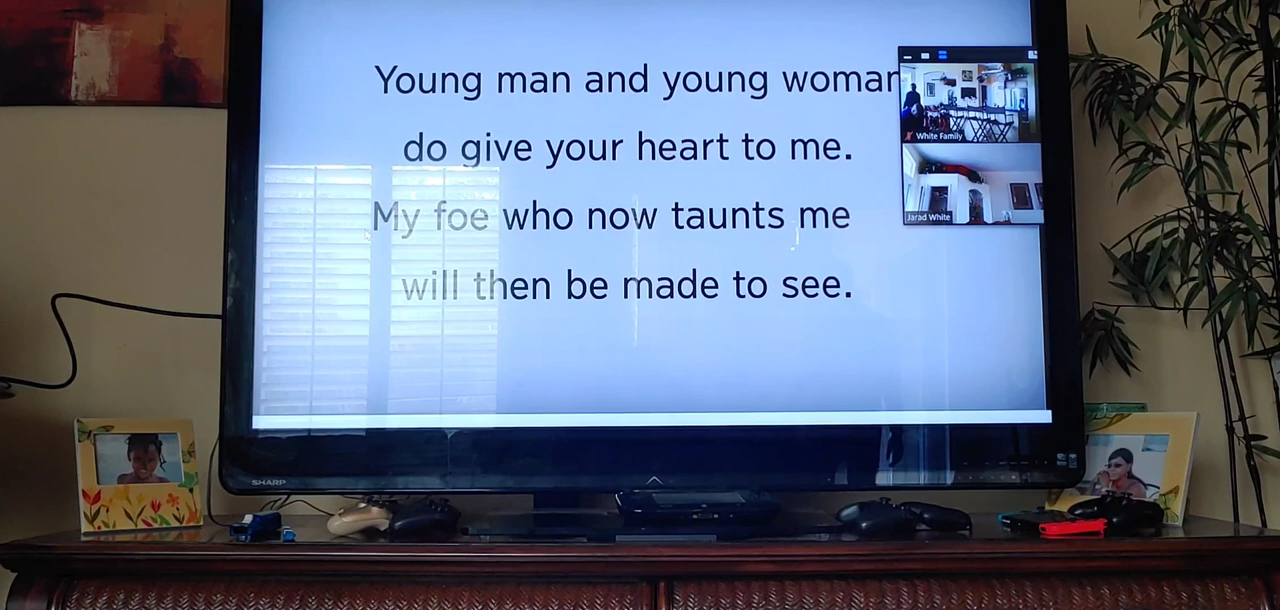 Young man and young woman
do give your heart to me.
My foe who now taunts me
will then be made to see.
White Family
Jarad White
SHARP